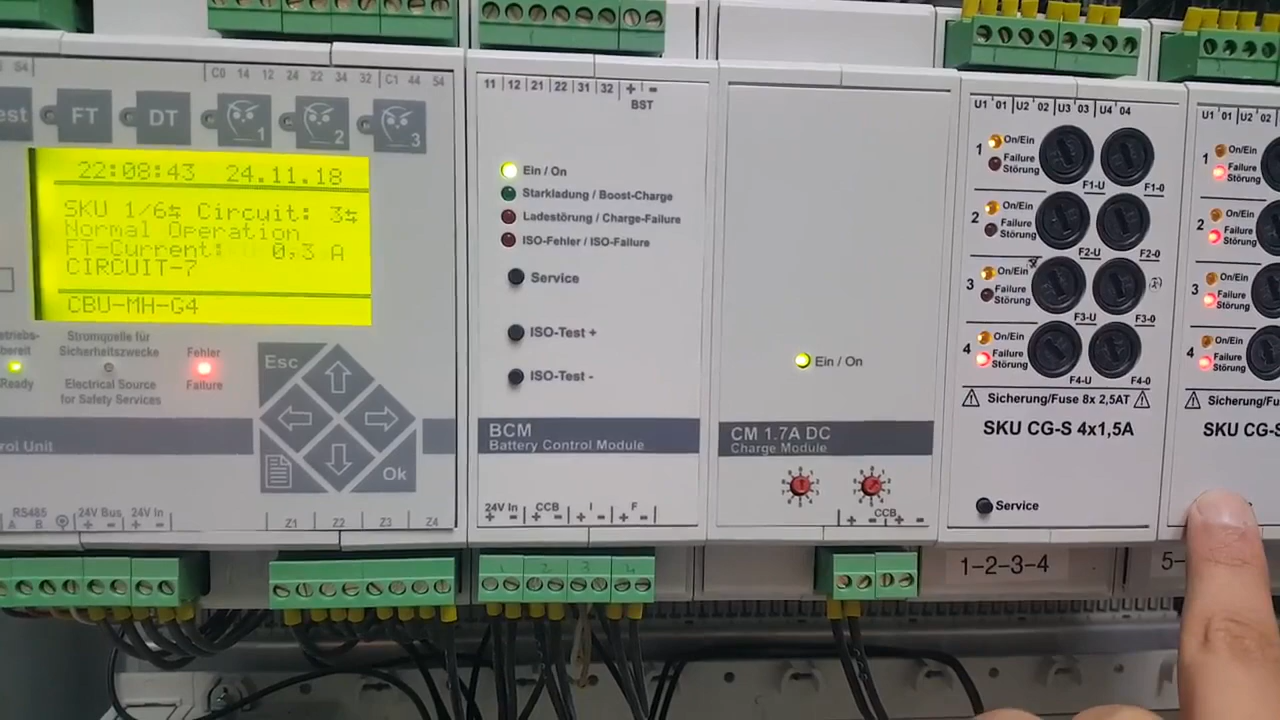 S4
C0 14 12 24 22 34 32 C1 44 54
est FT DT 1 2 3
22:08:43 24.11.18
SKU 1/6 Circuit: 3
Normal Operation
FT-Current: 0,3 A
CIRCUIT-7
CBU-MH-G4
etriebs-
bereit
Ready
Stromquelle für
Sicherheitszwecke
Electrical Source
for Safety Services
Fehler
Failure
Esc
Ok
rol Unit
RS485 24V Bus 24V In
A B + - + -
Z1 Z2 Z3 Z4
11 12 21 22 31 32 + -
BST
Ein / On
Starkladung / Boost-Charge
Ladestörung / Charge-Failure
ISO-Fehler / ISO-Failure
Service
ISO-Test +
ISO-Test -
BCM
Battery Control Module
24V In CCB I F
+ - + - + - + -
1 2 3 4
Ein / On
CM 1.7A DC
Charge Module
CCB
+ - + -
U1 01 U2 02 U3 03 U4 04
1 On/Ein
Failure
Störung
F1-U F1-0
2 On/Ein
Failure
Störung
F2-U F2-0
3 On/Ein
Failure
Störung
F3-U F3-0
4 On/Ein
Failure
Störung
F4-U F4-0
Sicherung/Fuse 8x 2,5AT
SKU CG-S 4x1,5A
Service
1-2-3-4
U1 01 U2 02
1 On/Ein
Failure
Störung
2 On/Ein
Failure
Störung
3 On/Ein
Failure
Störung
4 On/Ein
Failure
Störung
Sicherung/Fu
SKU CG-S
5-